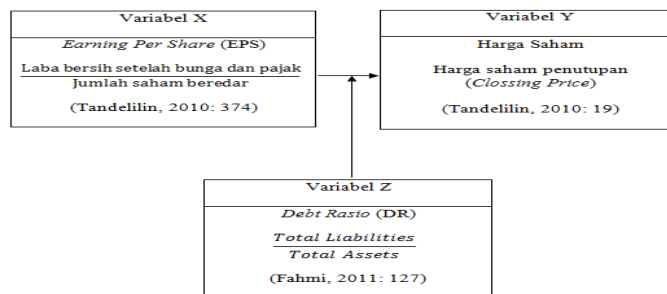 Variabel X
Earning Per Share (EPS)
Laba bersih setelah bunga dan pajak
Jumlah saham beredar
(Tandelilin, 2010: 374)
Variabel Y
Harga Saham
Harga saham penutupan
(Clossing Price)
(Tandelilin, 2010: 19)
Variabel Z
Debt Rasio (DR)
Total Liabilities
Total Assets
(Fahmi, 2011: 127)